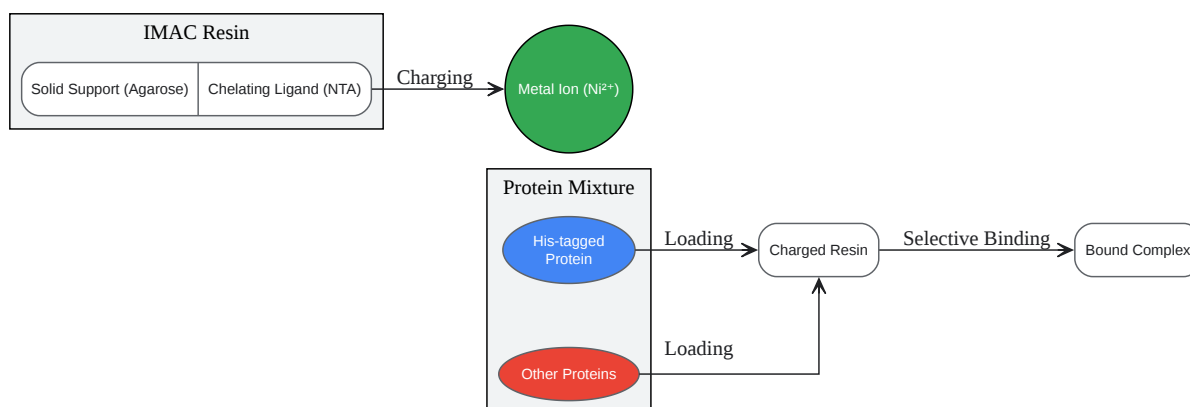 IMAC Resin
Solid Support (Agarose)
Chelating Ligand (NTA)
Charging
Metal Ion (Ni²⁺)
Protein Mixture
His-tagged
Protein
Loading
Charged Resin
Selective Binding
Bound Complex
Other Proteins
Loading